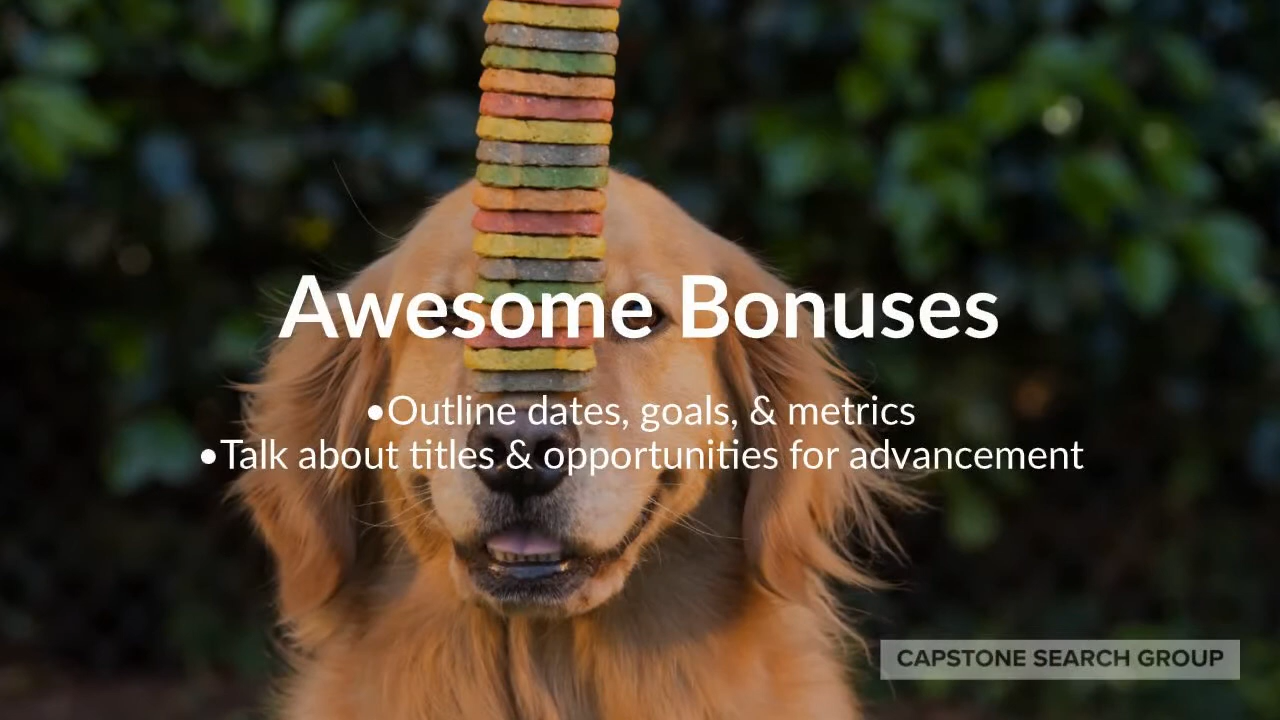 Awesome Bonuses
•Outline dates, goals, & metrics
•Talk about titles & opportunities for advancement
CAPSTONE SEARCH GROUP